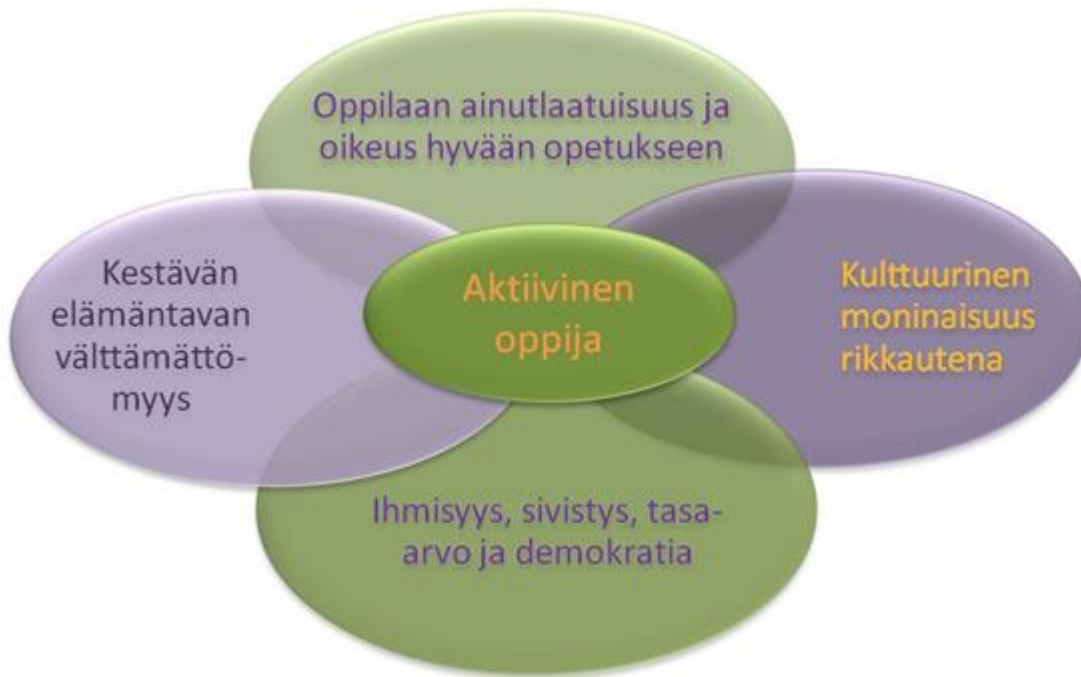 Oppilaan ainutlaatuisuus ja
oikeus hyvään opetukseen
Kestävän
elämäntavan
välttämättö-
myys
Aktiivinen
oppija
Kulttuurinen
moninaisuus
rikkautena
Ihmisyys, sivistys, tasa-
arvo ja demokratia